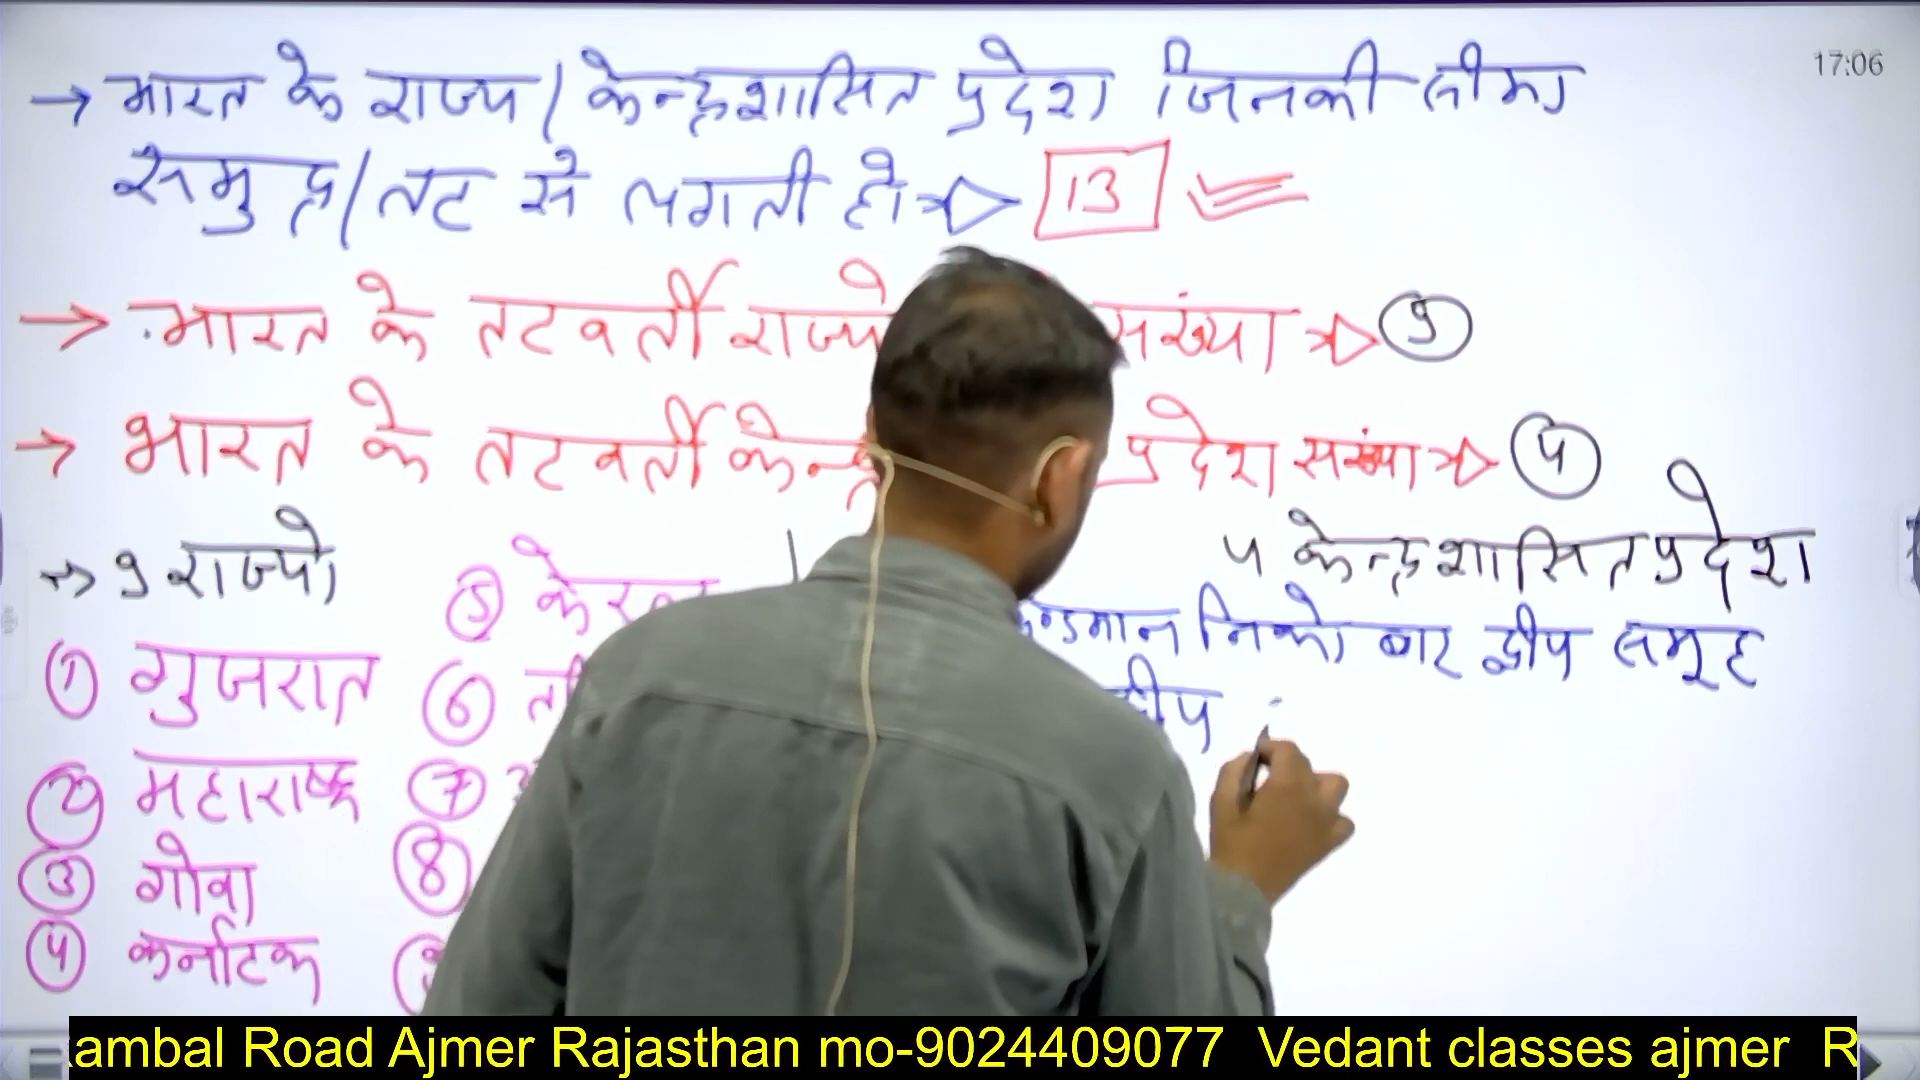 17:06
→ भारत के राज्य / केन्द्रशासित प्रदेश जिनकी सीमा
समुद्र / तट से लगती हो → 13
→ भारत के तटवर्ती राज्यो संख्या → 9
→ भारत के तटवर्ती प्रदेश संख्या → 4
→ 9 राज्यो
4 केन्द्रशासित प्रदेश
① गुजरात
② महाराष्ट्र
③ गोवा
④ कर्नाटक
⑤ केरल
⑥
⑦
⑧
⑨
निकोबार द्वीप समूह
द्वीप
ambal Road Ajmer Rajasthan mo-9024409077 Vedant classes ajmer R